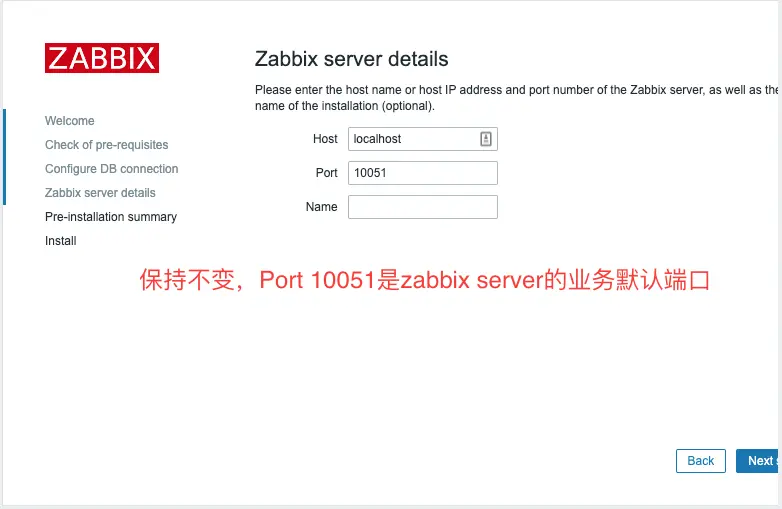 ZABBIX
Welcome
Check of pre-requisites
Configure DB connection
Zabbix server details
Pre-installation summary
Install
Zabbix server details
Please enter the host name or host IP address and port number of the Zabbix server, as well as the
name of the installation (optional).
Host localhost
Port 10051
Name
保持不变，Port 10051是zabbix server的业务默认端口
Back
Next